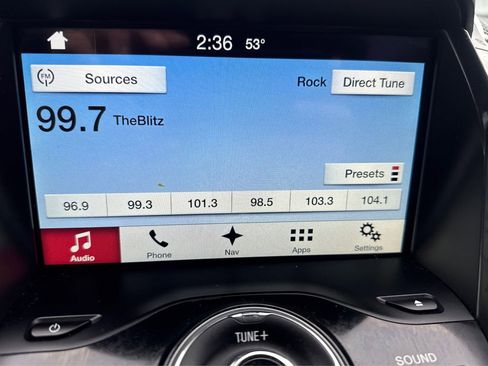 2:36 53°
FM Sources Rock Direct Tune
99.7 TheBlitz
Presets
96.9 99.3 101.3 98.5 103.3 104.1
Audio Phone Nav Apps Settings
TUNE+
SOUND